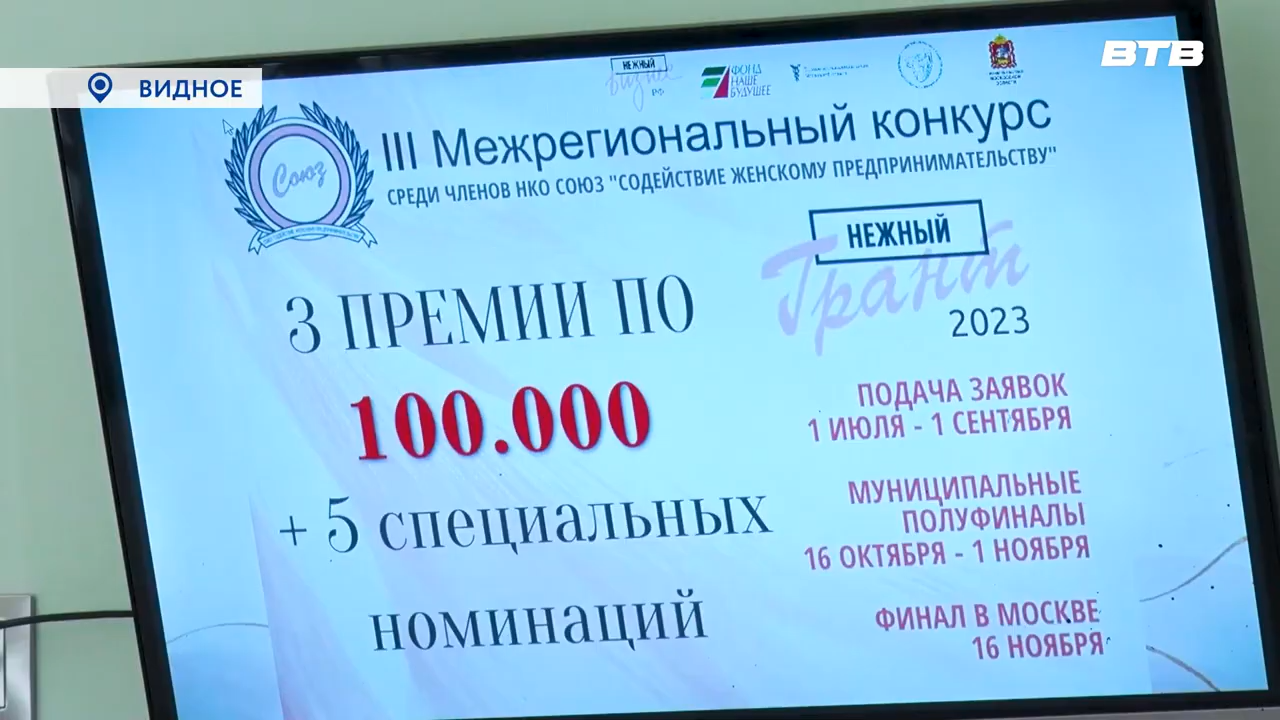 ВТВ
ВИДНОЕ
НЕЖНЫЙ
бизнес
РФ
ФОНД
НАШЕ
БУДУЩЕЕ
Союз
III Межрегиональный конкурс
СРЕДИ ЧЛЕНОВ НКО СОЮЗ "СОДЕЙСТВИЕ ЖЕНСКОМУ ПРЕДПРИНИМАТЕЛЬСТВУ"
НЕЖНЫЙ
Грант
2023
3 ПРЕМИИ ПО
100.000
+ 5 специальных
номинаций
ПОДАЧА ЗАЯВОК
1 ИЮЛЯ - 1 СЕНТЯБРЯ
МУНИЦИПАЛЬНЫЕ
ПОЛУФИНАЛЫ
16 ОКТЯБРЯ - 1 НОЯБРЯ
ФИНАЛ В МОСКВЕ
16 НОЯБРЯ